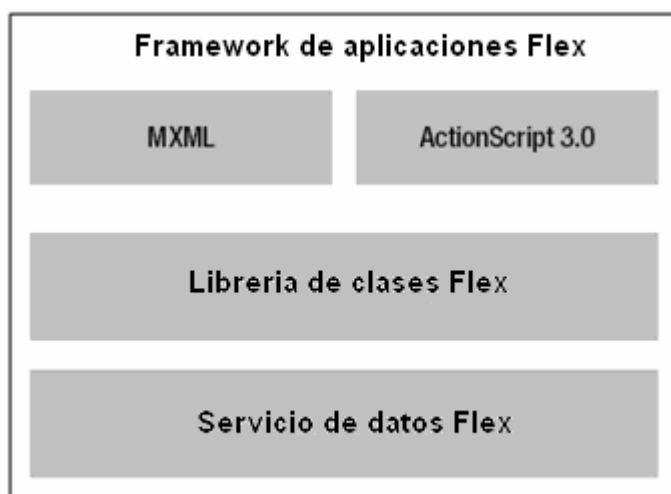 Framework de aplicaciones Flex
MXML
ActionScript 3.0
Libreria de clases Flex
Servicio de datos Flex